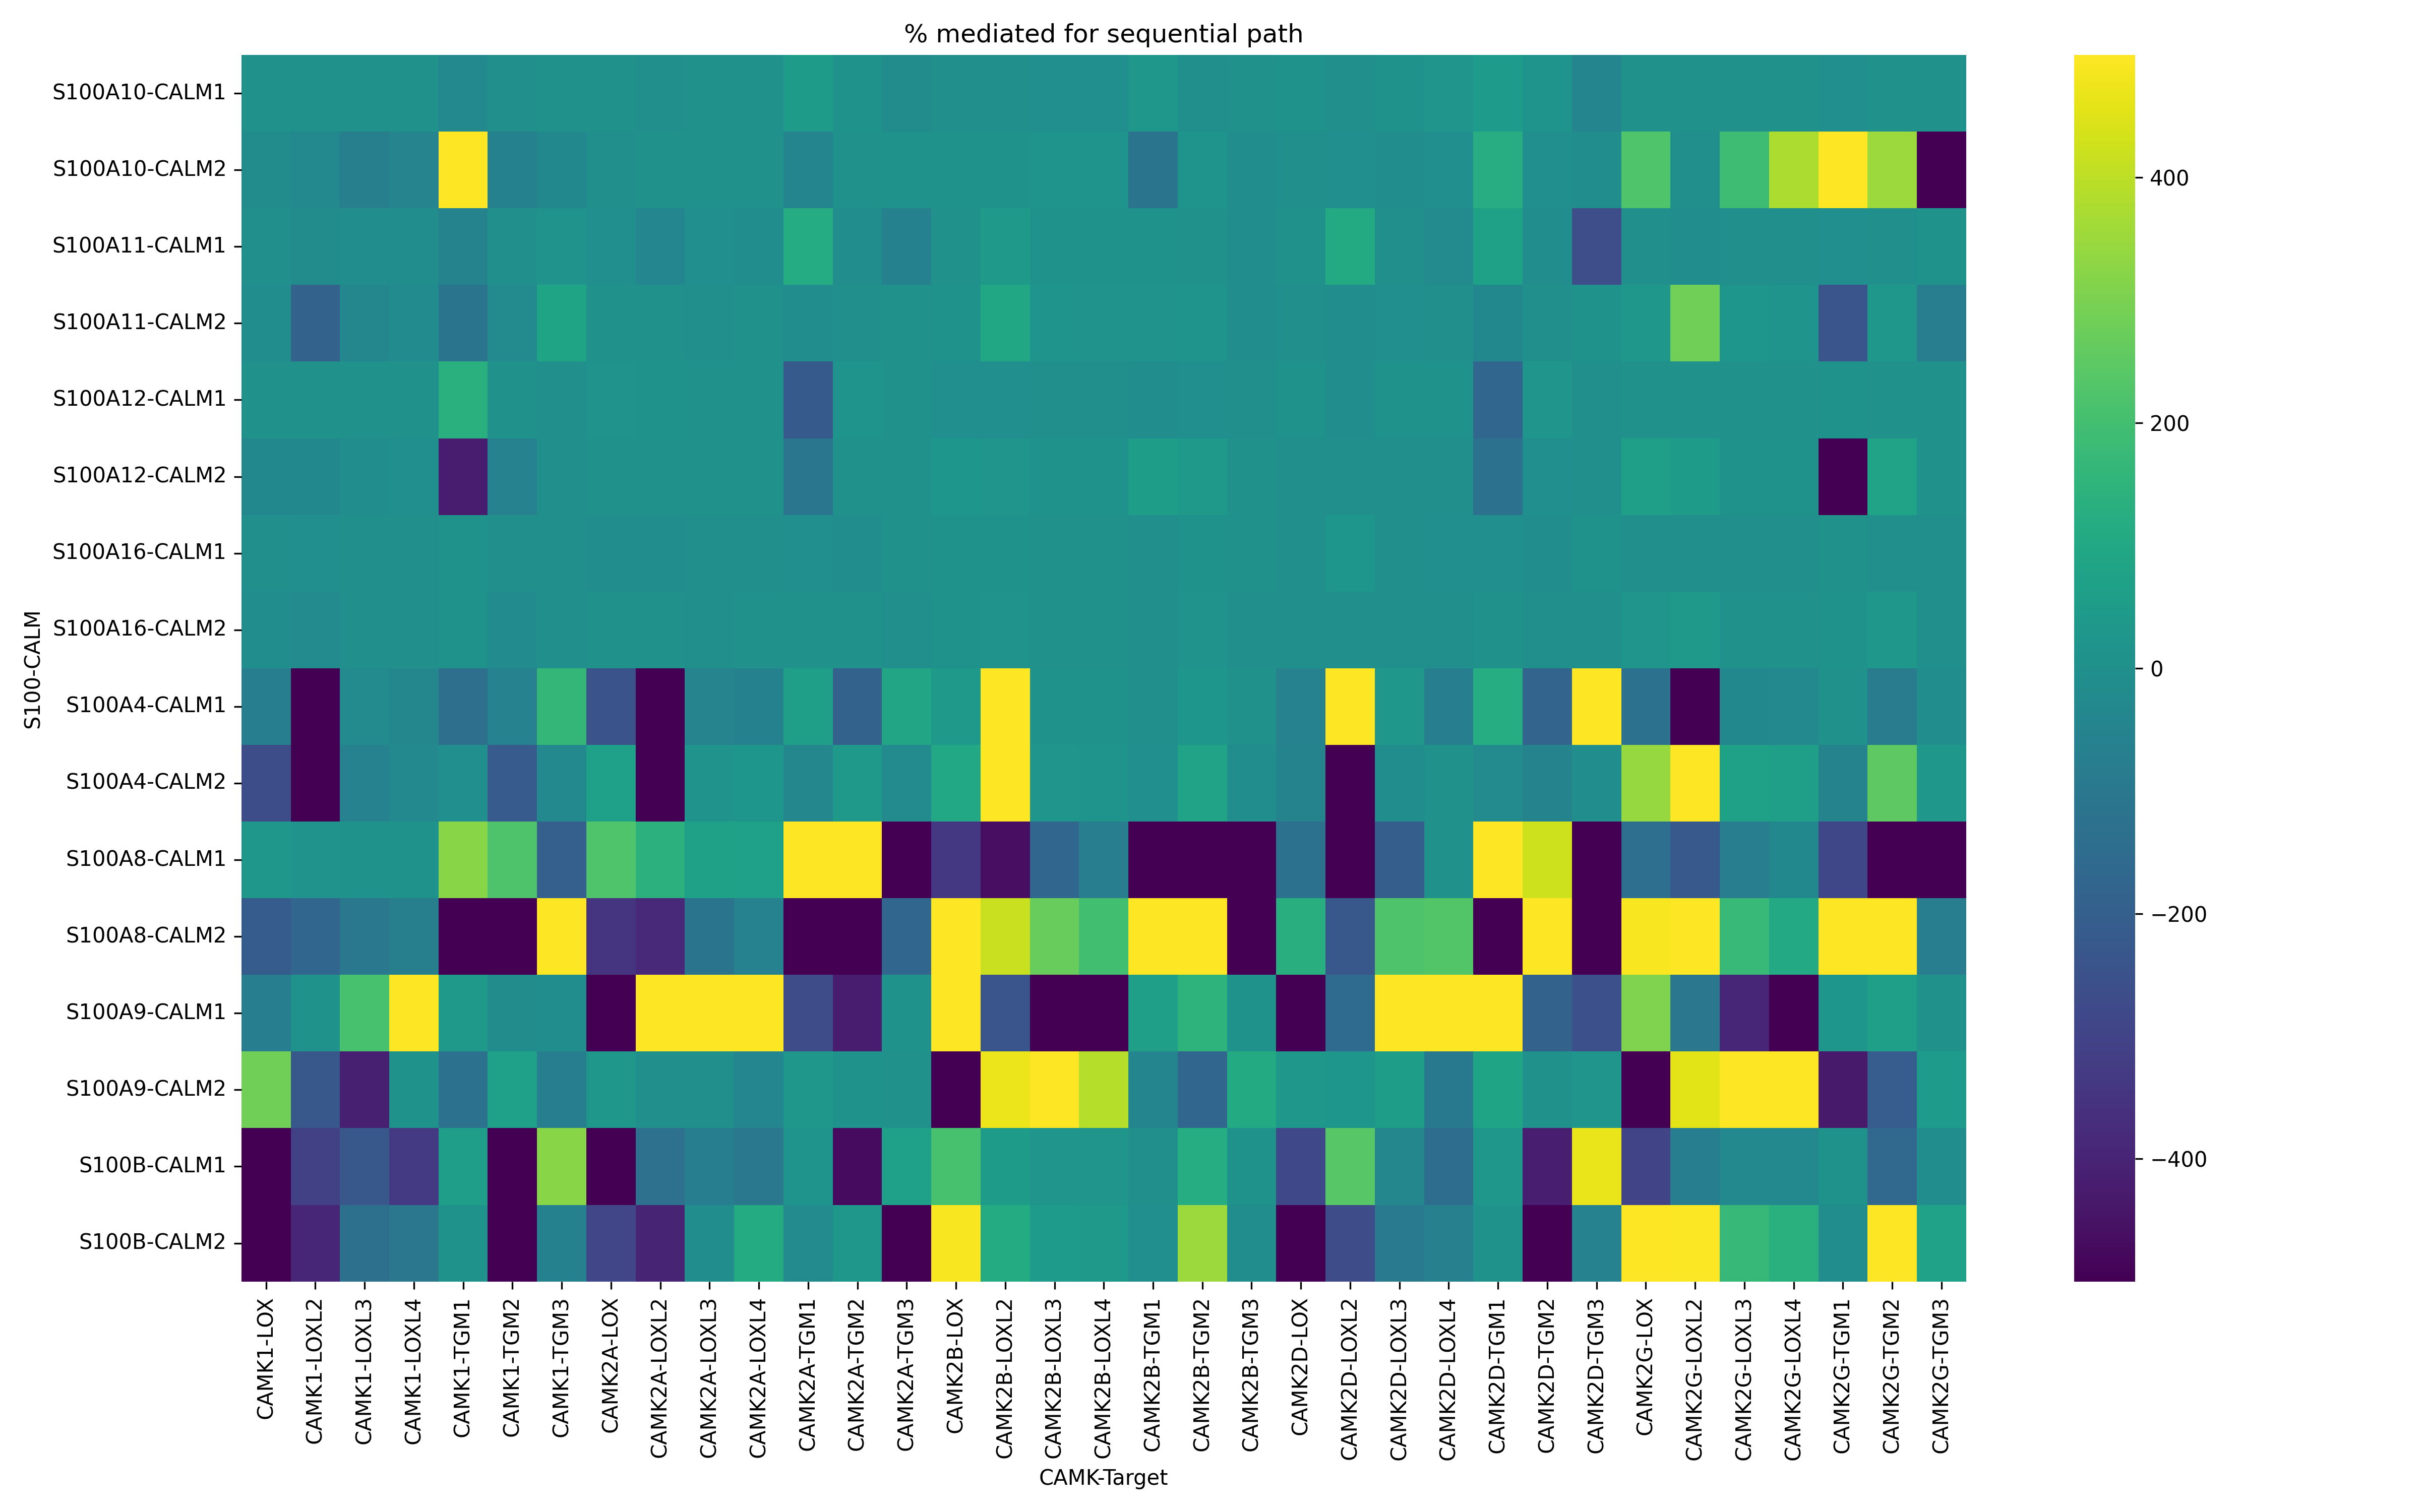 % mediated for sequential path
S100-CALM
S100A10-CALM1
S100A10-CALM2
S100A11-CALM1
S100A11-CALM2
S100A12-CALM1
S100A12-CALM2
S100A16-CALM1
S100A16-CALM2
S100A4-CALM1
S100A4-CALM2
S100A8-CALM1
S100A8-CALM2
S100A9-CALM1
S100A9-CALM2
S100B-CALM1
S100B-CALM2
CAMK1-LOX
CAMK1-LOXL2
CAMK1-LOXL3
CAMK1-LOXL4
CAMK1-TGM1
CAMK1-TGM2
CAMK1-TGM3
CAMK2A-LOX
CAMK2A-LOXL2
CAMK2A-LOXL3
CAMK2A-LOXL4
CAMK2A-TGM1
CAMK2A-TGM2
CAMK2A-TGM3
CAMK2B-LOX
CAMK2B-LOXL2
CAMK2B-LOXL3
CAMK2B-LOXL4
CAMK2B-TGM1
CAMK2B-TGM2
CAMK2B-TGM3
CAMK2D-LOX
CAMK2D-LOXL2
CAMK2D-LOXL3
CAMK2D-LOXL4
CAMK2D-TGM1
CAMK2D-TGM2
CAMK2D-TGM3
CAMK2G-LOX
CAMK2G-LOXL2
CAMK2G-LOXL3
CAMK2G-LOXL4
CAMK2G-TGM1
CAMK2G-TGM2
CAMK2G-TGM3
CAMK-Target
400
200
0
−200
−400